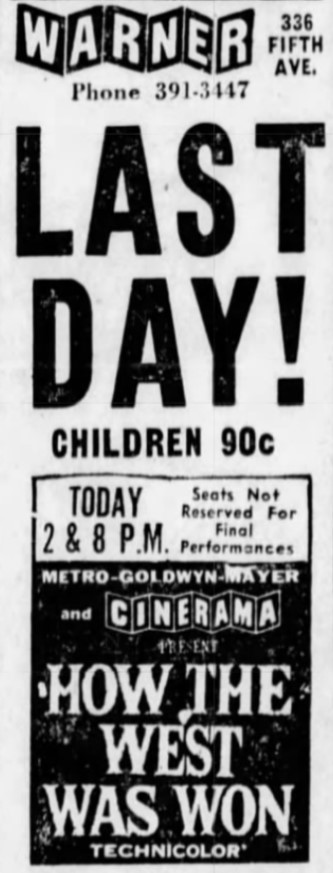 WARNER
336
FIFTH
AVE.
Phone 391-3447
LAST
DAY!
CHILDREN 90c
TODAY
2 & 8 P.M.
Seats Not
Reserved For
Final
Performances
METRO-GOLDWYN-MAYER
and CINERAMA
PRESENT
HOW THE
WEST
WAS WON
TECHNICOLOR